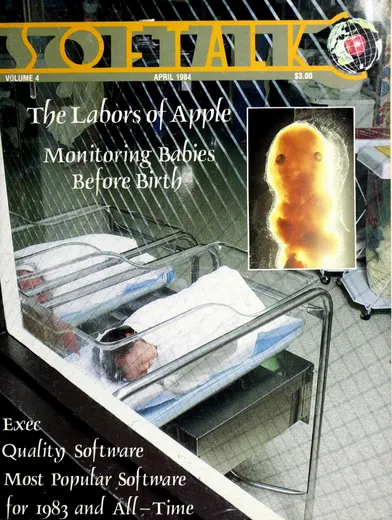 SOFTALK
VOLUME 4 APRIL 1984 $3.00
The Labors of Apple
Monitoring Babies
Before Birth
Exec
Quality Software
Most Popular Software
for 1983 and All-Time